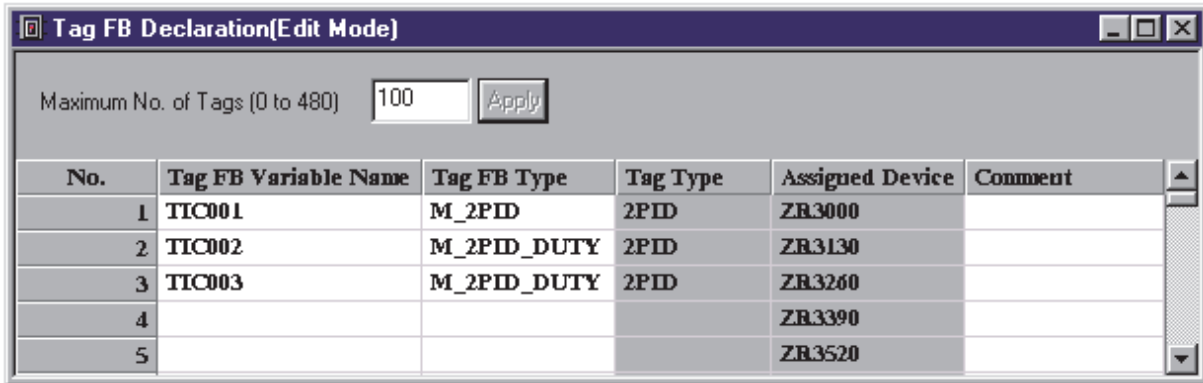 Tag FB Declaration(Edit Mode)
Maximum No. of Tags (0 to 480) 100 Apply
No. Tag FB Variable Name Tag FB Type Tag Type Assigned Device Comment
1 TIC001 M_2PID 2PID ZR3000
2 TIC002 M_2PID_DUTY 2PID ZR3130
3 TIC003 M_2PID_DUTY 2PID ZR3260
4 ZR3390
5 ZR3520